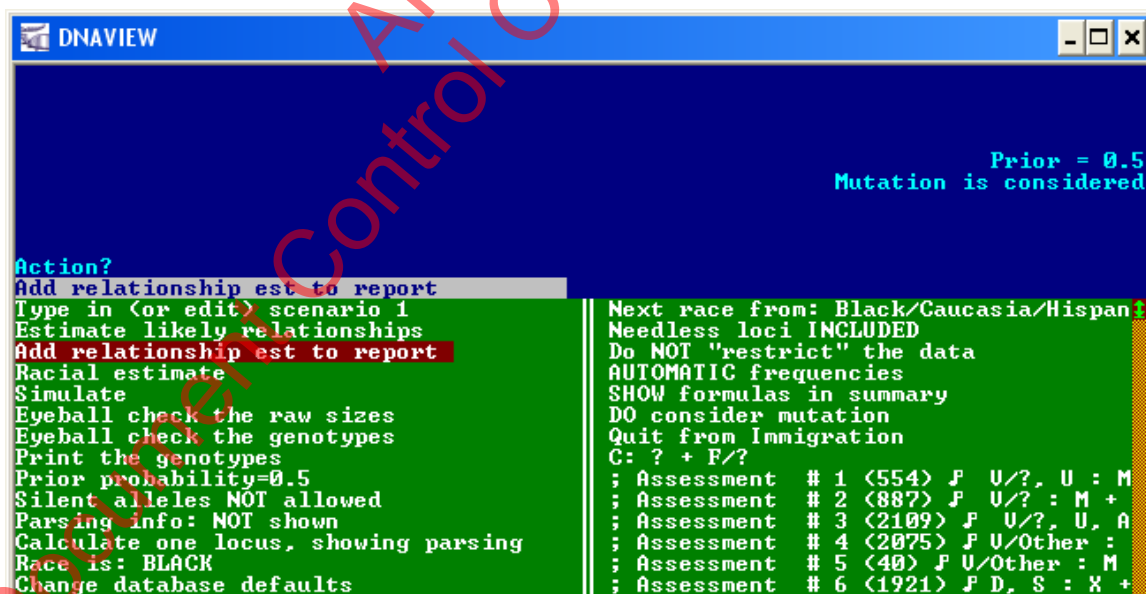 DNAVIEW
Prior = 0.5
Mutation is considered
Action?
Add relationship est to report
Type in (or edit) scenario 1
Estimate likely relationships
Add relationship est to report
Racial estimate
Simulate
Eyeball check the raw sizes
Eyeball check the genotypes
Print the genotypes
Prior probability=0.5
Silent alleles NOT allowed
Parsing info: NOT shown
Calculate one locus, showing parsing
Race is: BLACK
Change database defaults
Next race from: Black/Caucasia/Hispan
Needless loci INCLUDED
Do NOT "restrict" the data
AUTOMATIC frequencies
SHOW formulas in summary
DO consider mutation
Quit from Immigration
C: ? + F/?
; Assessment # 1 (554) V/?, U : M
; Assessment # 2 (887) V/? : M +
; Assessment # 3 (2109) V/?, U, A
; Assessment # 4 (2075) V/Other :
; Assessment # 5 (40) V/Other : M
; Assessment # 6 (1921) D, S : X +
Document Control